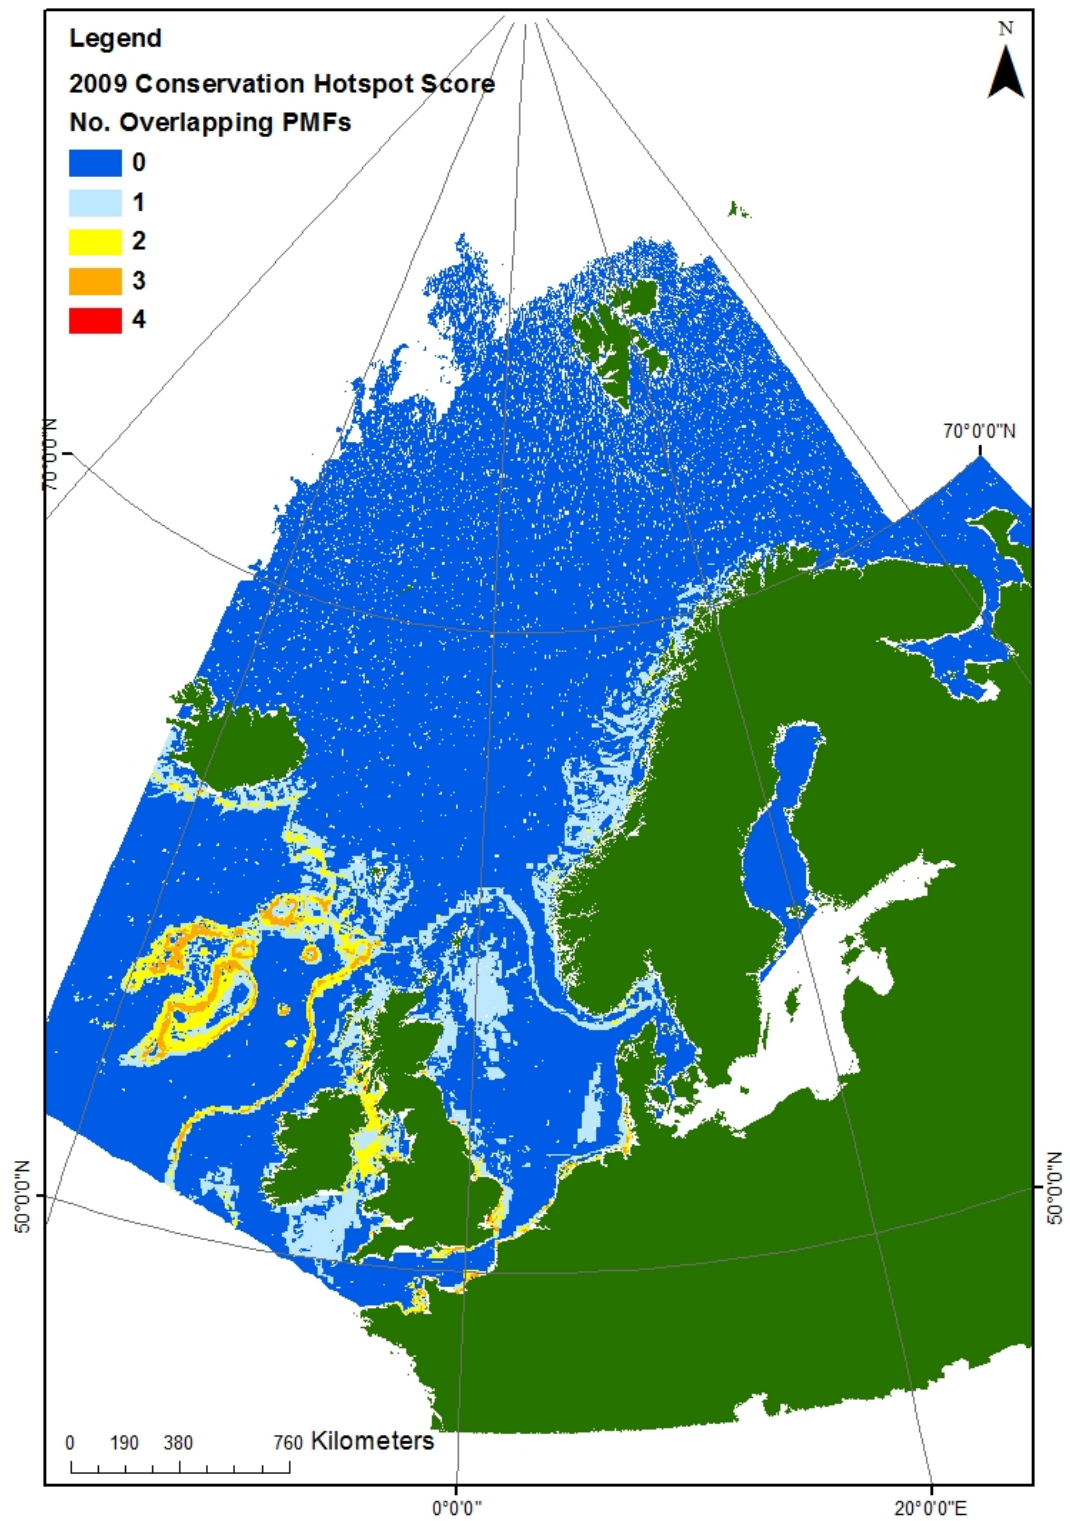 Legend
N
2009 Conservation Hotspot Score
No. Overlapping PMFs
0
1
2
3
4
70°0'0"N
70°0'0"N
50°0'0"N
50°0'0"N
0 190 380 760 Kilometers
0°0'0"
20°0'0"E